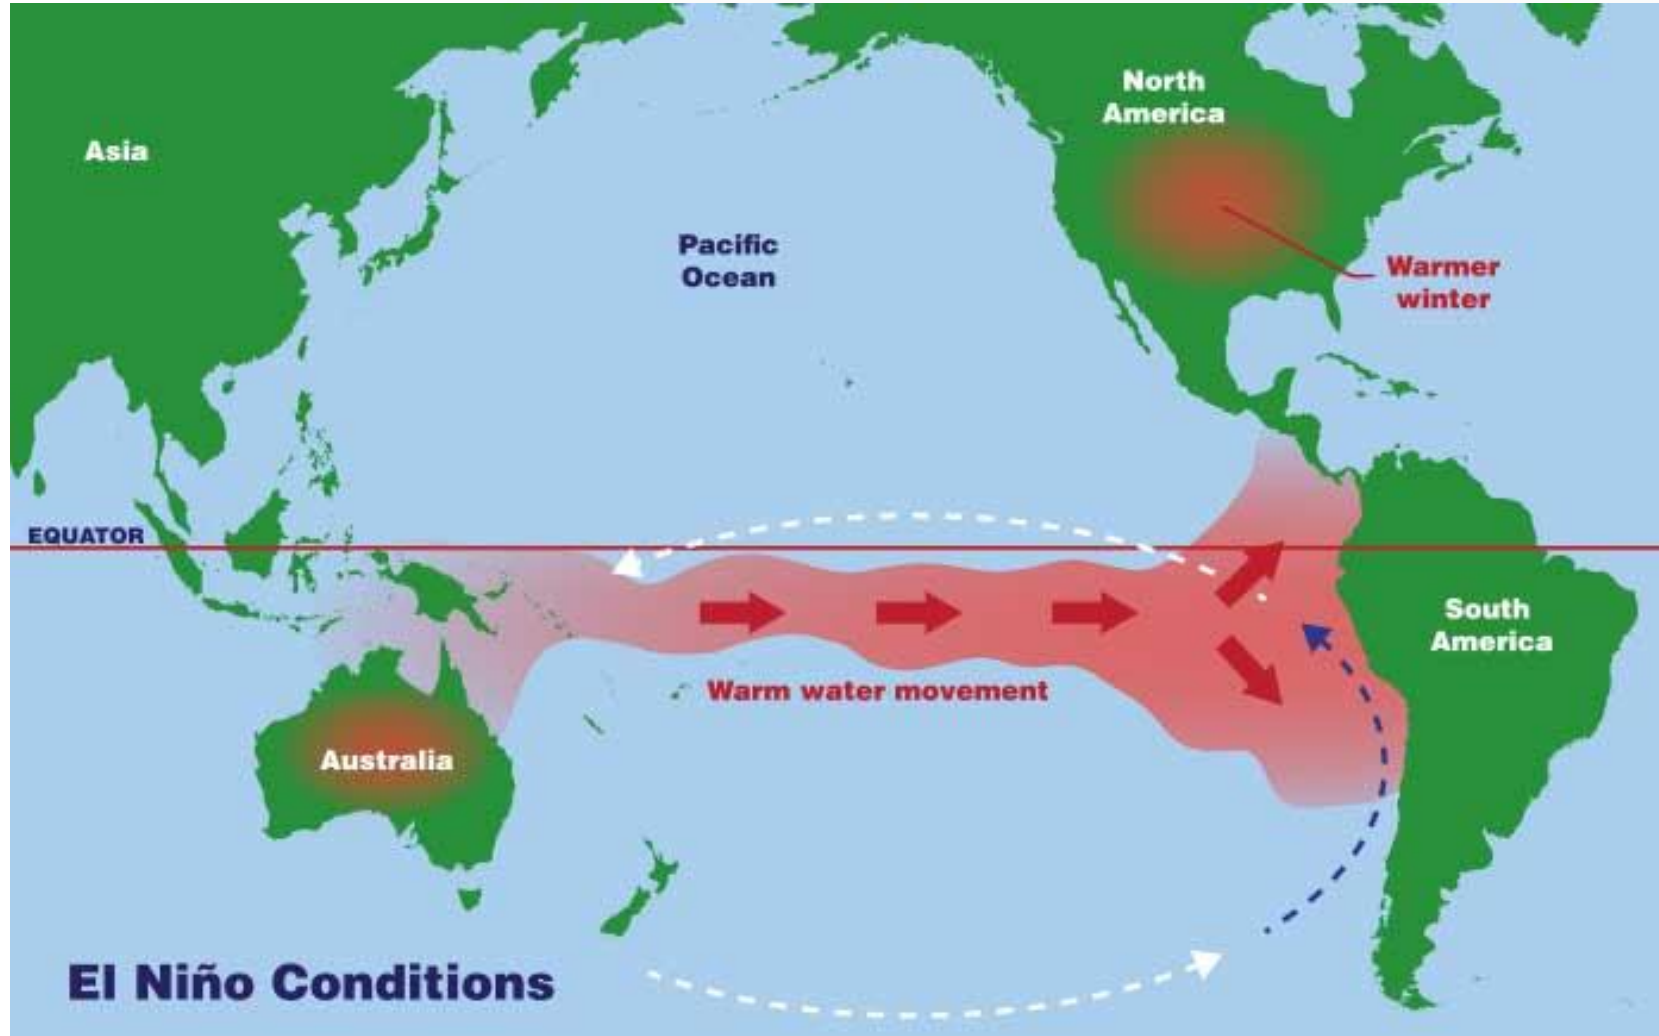 North
America
Asia
Pacific
Ocean
Warmer
winter
EQUATOR
South
America
Warm water movement
Australia
El Niño Conditions